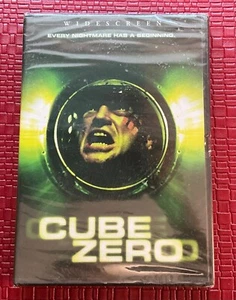 WIDESCREEN
EVERY NIGHTMARE HAS A BEGINNING.
CUBE
ZERO